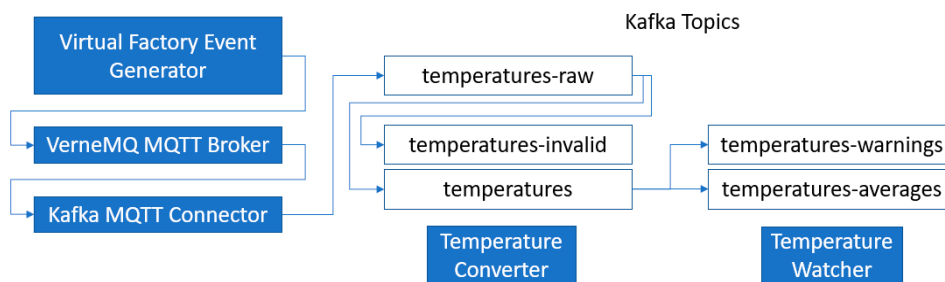 Kafka Topics
Virtual Factory Event
Generator
temperatures-raw
VerneMQ MQTT Broker
temperatures-invalid
temperatures-warnings
Kafka MQTT Connector
temperatures
temperatures-averages
Temperature
Converter
Temperature
Watcher